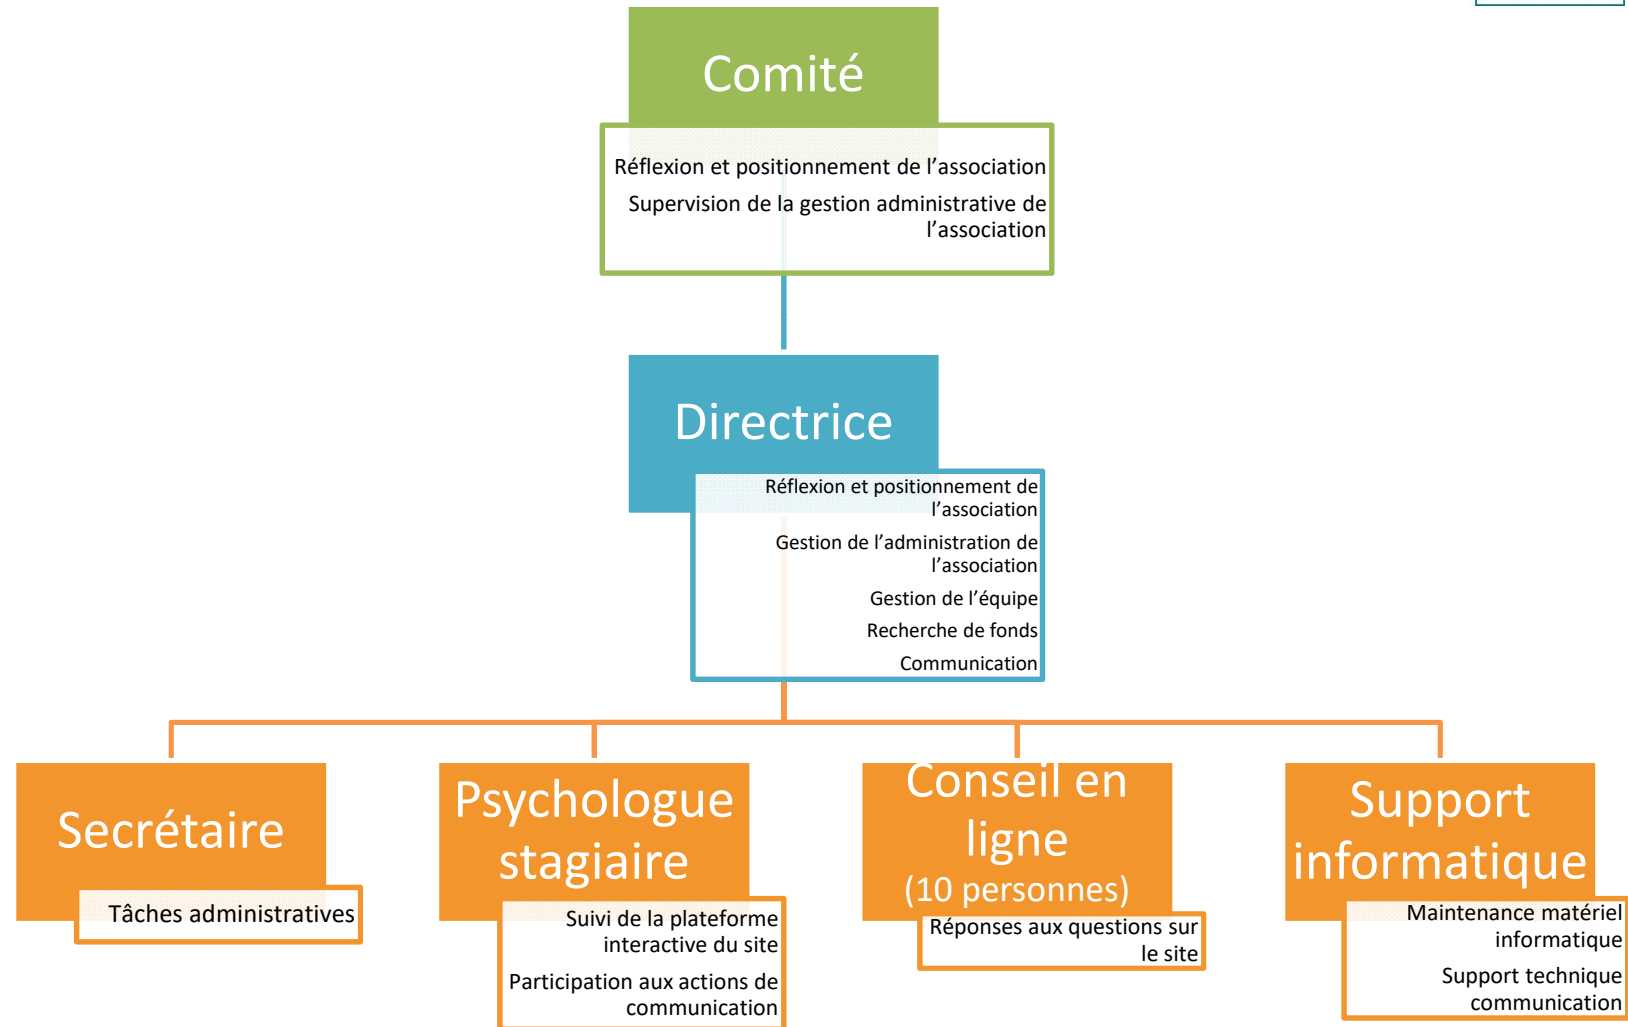 Comité
Réflexion et positionnement de l’association
Supervision de la gestion administrative de
l’association
Directrice
Réflexion et positionnement de
l’association
Gestion de l’administration de
l’association
Gestion de l’équipe
Recherche de fonds
Communication
Secrétaire
Tâches administratives
Psychologue
stagiaire
Suivi de la plateforme
interactive du site
Participation aux actions de
communication
Conseil en
ligne
(10 personnes)
Réponses aux questions sur
le site
Support
informatique
Maintenance matériel
informatique
Support technique
communication